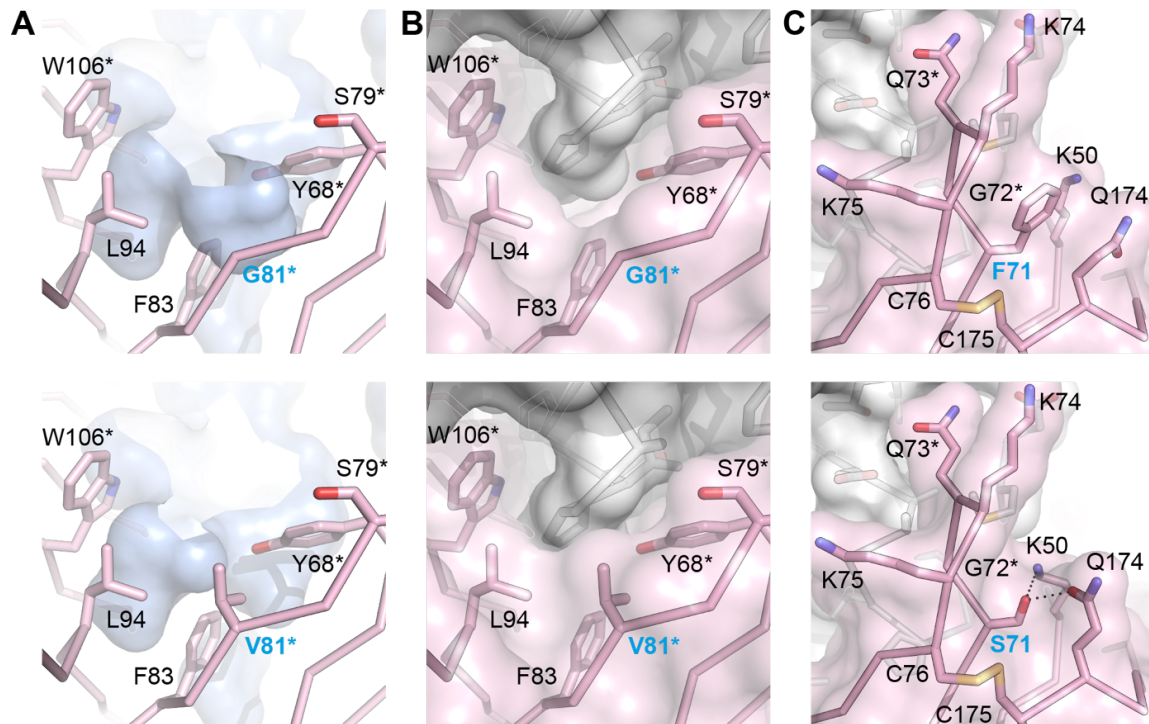 A
W106*
S79*
Y68*
L94
G81*
F83
B
W106*
S79*
Y68*
L94
G81*
F83
C
K74
Q73*
K50
G72*
Q174
K75
F71
C76
C175
W106*
S79*
Y68*
L94
V81*
F83
W106*
S79*
Y68*
L94
V81*
F83
K74
Q73*
K50
Q174
G72*
K75
S71
C76
C175